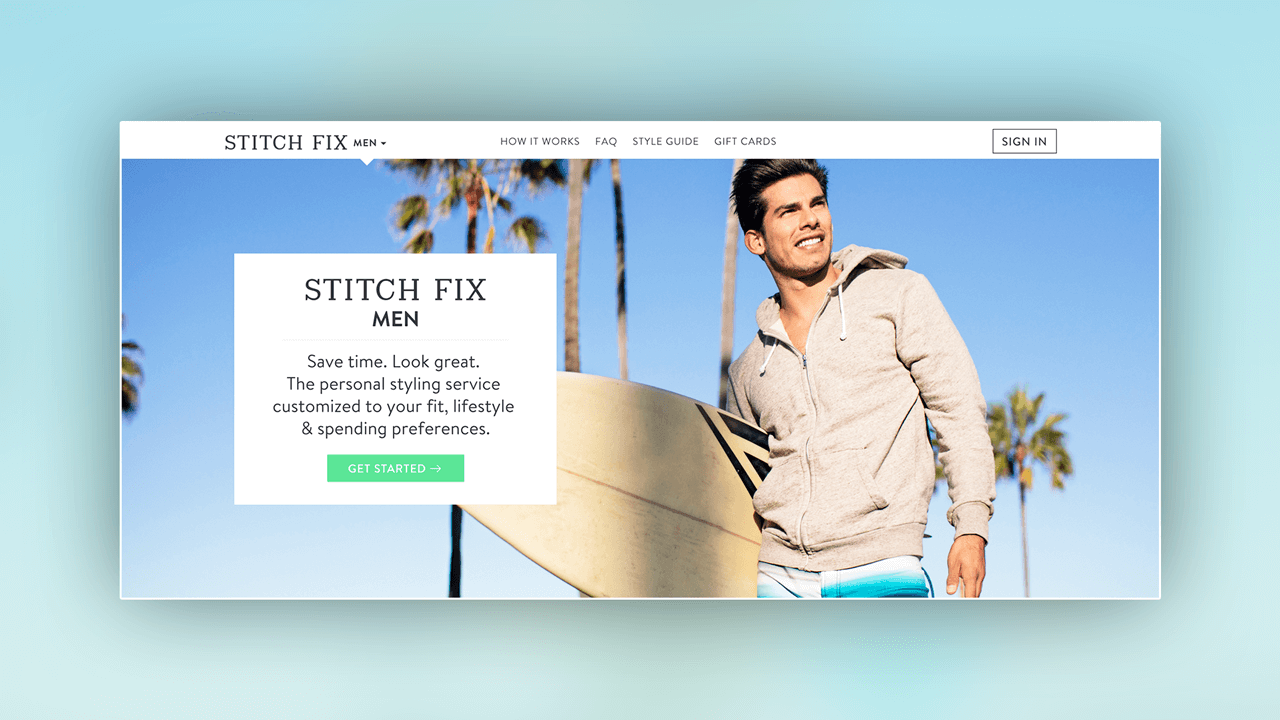 STITCH FIX MEN
HOW IT WORKS FAQ STYLE GUIDE GIFT CARDS
SIGN IN
STITCH FIX
MEN
Save time. Look great.
The personal styling service
customized to your fit, lifestyle
& spending preferences.
GET STARTED →